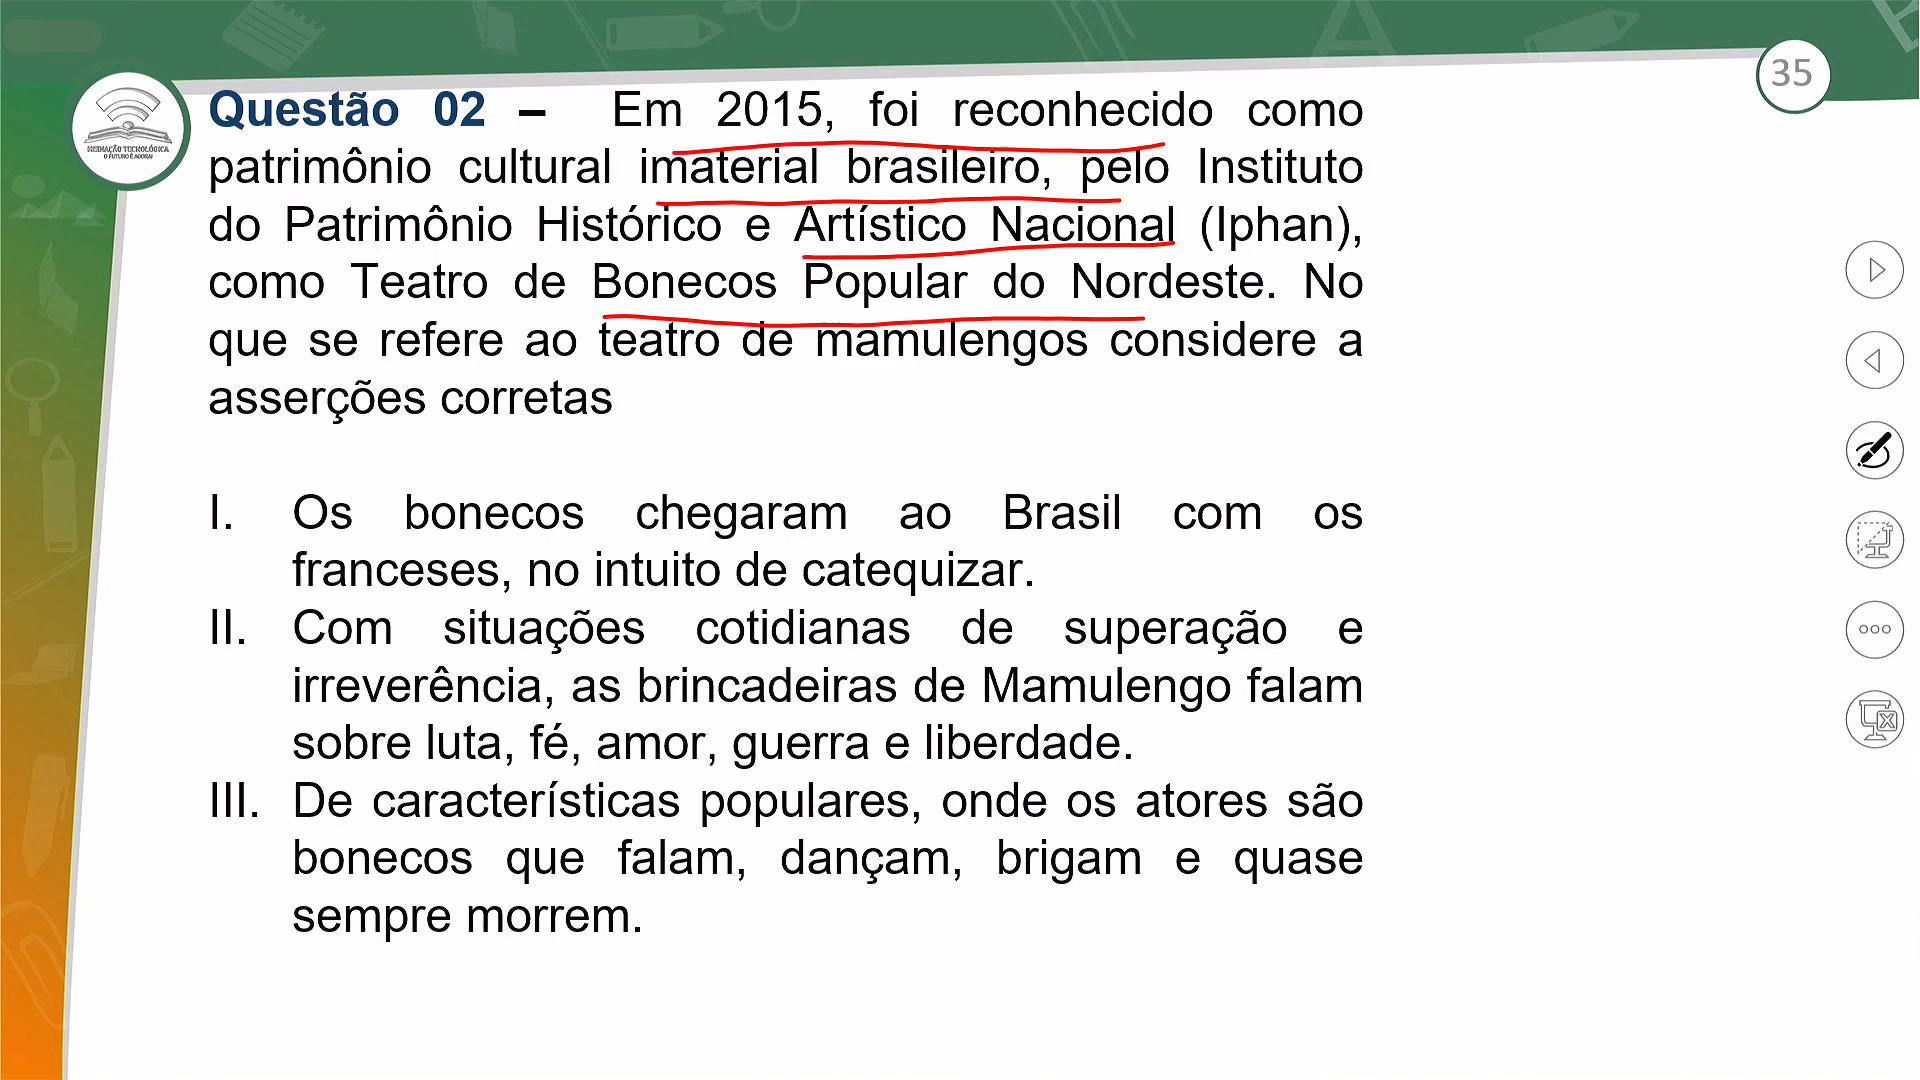 35
MEDIAÇÃO TECNOLÓGICA
O FUTURO É AGORA!
Questão 02 – Em 2015, foi reconhecido como
patrimônio cultural imaterial brasileiro, pelo Instituto
do Patrimônio Histórico e Artístico Nacional (Iphan),
como Teatro de Bonecos Popular do Nordeste. No
que se refere ao teatro de mamulengos considere a
asserções corretas
I. Os bonecos chegaram ao Brasil com os
franceses, no intuito de catequizar.
II. Com situações cotidianas de superação e
irreverência, as brincadeiras de Mamulengo falam
sobre luta, fé, amor, guerra e liberdade.
III. De características populares, onde os atores são
bonecos que falam, dançam, brigam e quase
sempre morrem.